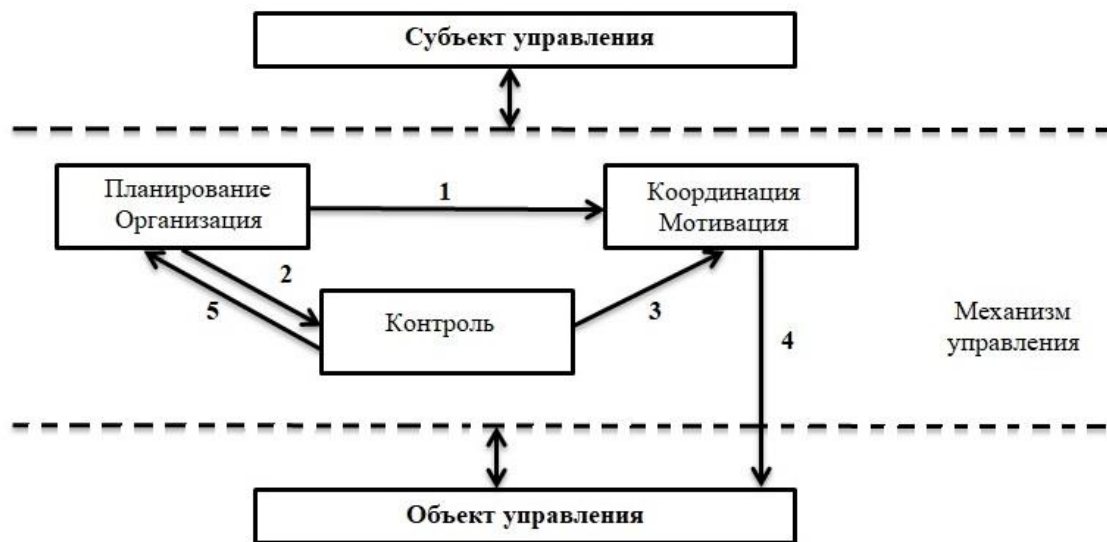 Субъект управления
Планирование
Организация
1
Координация
Мотивация
2
5
Контроль
3
4
Механизм
управления
Объект управления